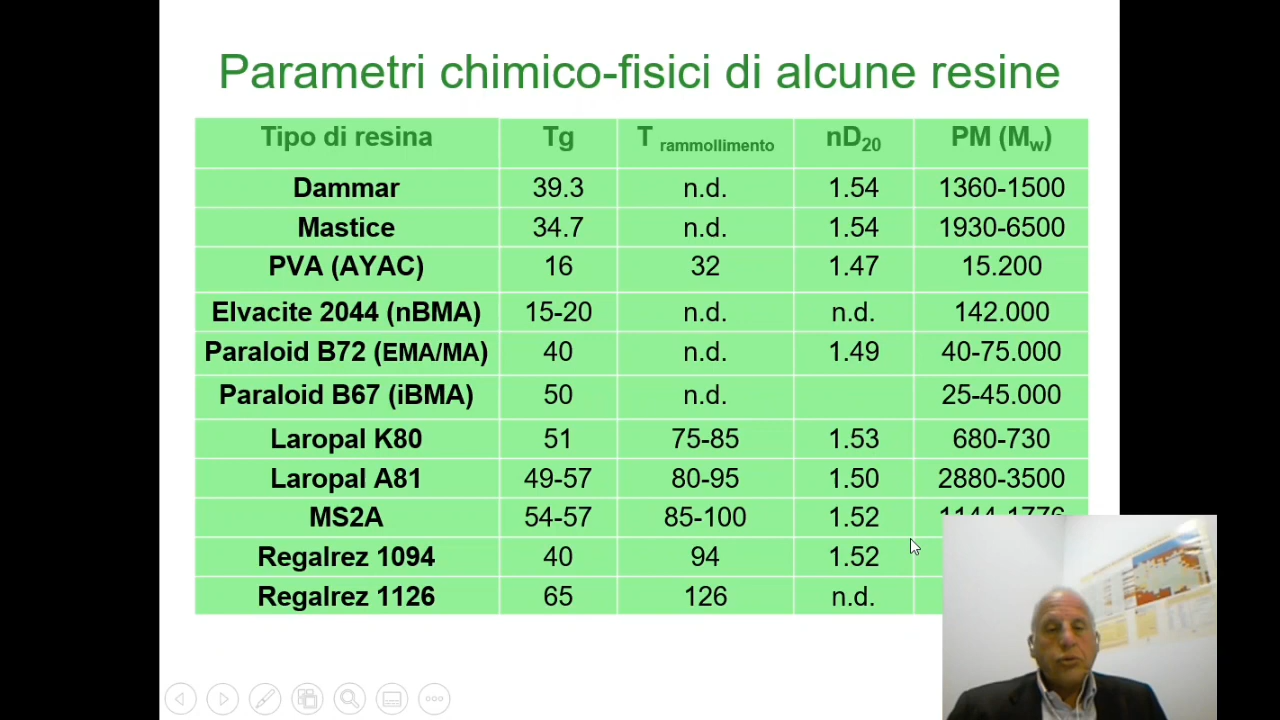 Parametri chimico-fisici di alcune resine
Tipo di resina Tg T rammollimento nD20 PM (Mw)
Dammar 39.3 n.d. 1.54 1360-1500
Mastice 34.7 n.d. 1.54 1930-6500
PVA (AYAC) 16 32 1.47 15.200
Elvacite 2044 (nBMA) 15-20 n.d. n.d. 142.000
Paraloid B72 (EMA/MA) 40 n.d. 1.49 40-75.000
Paraloid B67 (iBMA) 50 n.d. 25-45.000
Laropal K80 51 75-85 1.53 680-730
Laropal A81 49-57 80-95 1.50 2880-3500
MS2A 54-57 85-100 1.52 1144-1776
Regalrez 1094 40 94 1.52
Regalrez 1126 65 126 n.d.